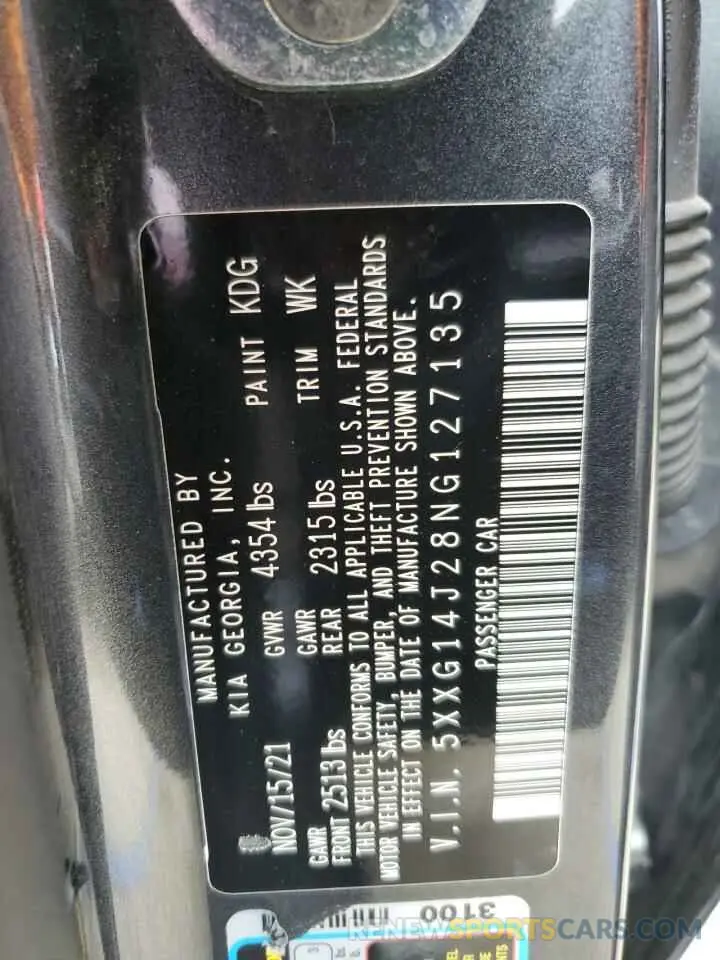 MANUFACTURED BY
KIA GEORGIA, INC.
NOV/15/21 GVWR 4354 lbs PAINT KDG
GAWR FRONT 2513 lbs GAWR REAR 2315 lbs TRIM WK
THIS VEHICLE CONFORMS TO ALL APPLICABLE U.S.A. FEDERAL
MOTOR VEHICLE SAFETY, BUMPER, AND THEFT PREVENTION STANDARDS
IN EFFECT ON THE DATE OF MANUFACTURE SHOWN ABOVE.
V.I.N. 5XXG14J28NG127135
PASSENGER CAR
3100
RENEWSPORTSCARS.COM